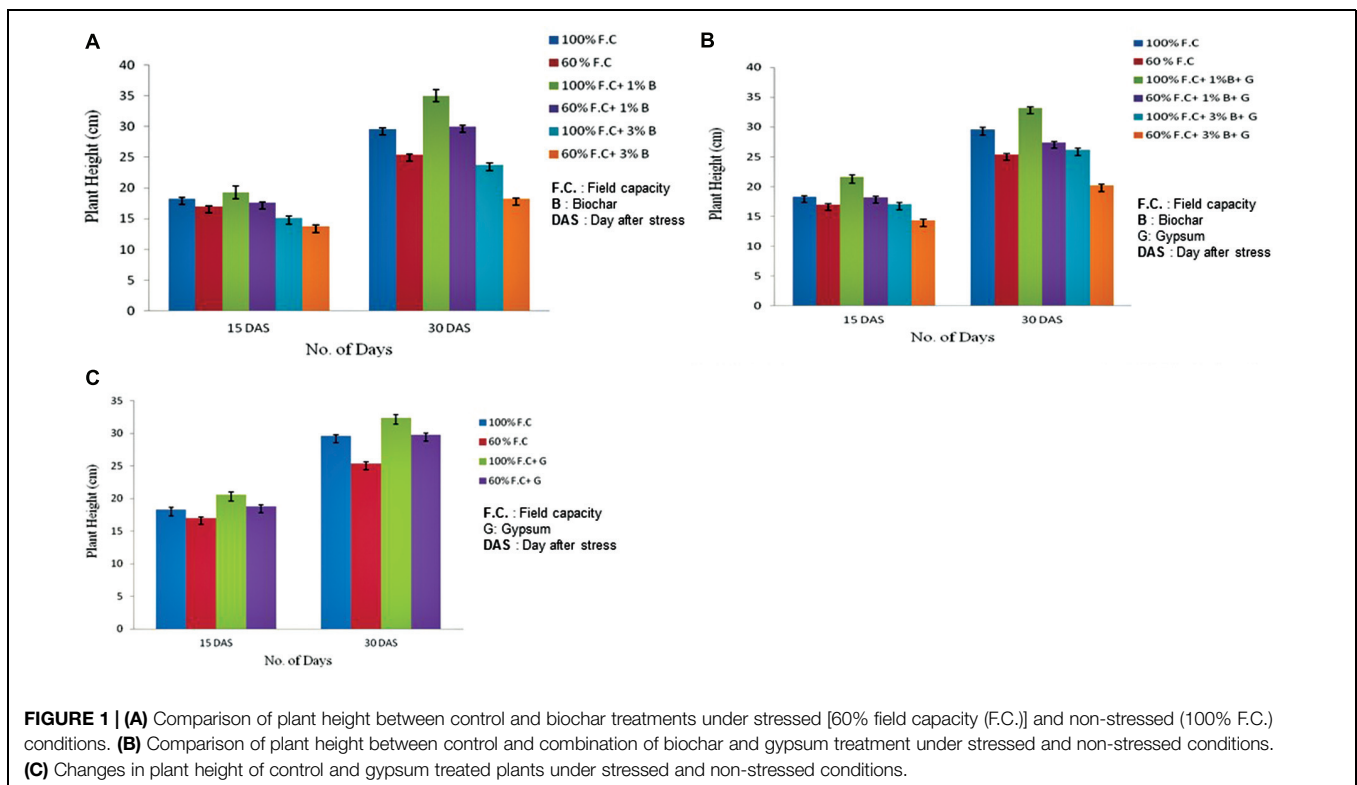 A
40
35
30
25
20
15
10
5
0
Plant Height (cm)
15 DAS
30 DAS
No. of Days
100% F.C
60% F.C
100% F.C+ 1% B
60% F.C+ 1% B
100% F.C+ 3% B
60% F.C+ 3% B
F.C. : Field capacity
B : Biochar
DAS : Day after stress
B
40
35
30
25
20
15
10
5
0
Plant Height (cm)
15 DAS
30 DAS
No. of Days
100% F.C
60% F.C
100% F.C+ 1%B+ G
60% F.C+ 1% B+ G
100% F.C+ 3% B+ G
60% F.C+ 3% B+ G
F.C. : Field capacity
B : Biochar
G: Gypsum
DAS : Day after stress
C
35
30
25
20
15
10
5
0
Plant Height (cm)
15 DAS
30 DAS
No. of Days
100% F.C
60% F.C
100% F.C+ G
60% F.C+ G
F.C. : Field capacity
G: Gypsum
DAS : Day after stress
FIGURE 1 | (A) Comparison of plant height between control and biochar treatments under stressed [60% field capacity (F.C.)] and non-stressed (100% F.C.)
conditions. (B) Comparison of plant height between control and combination of biochar and gypsum treatment under stressed and non-stressed conditions.
(C) Changes in plant height of control and gypsum treated plants under stressed and non-stressed conditions.